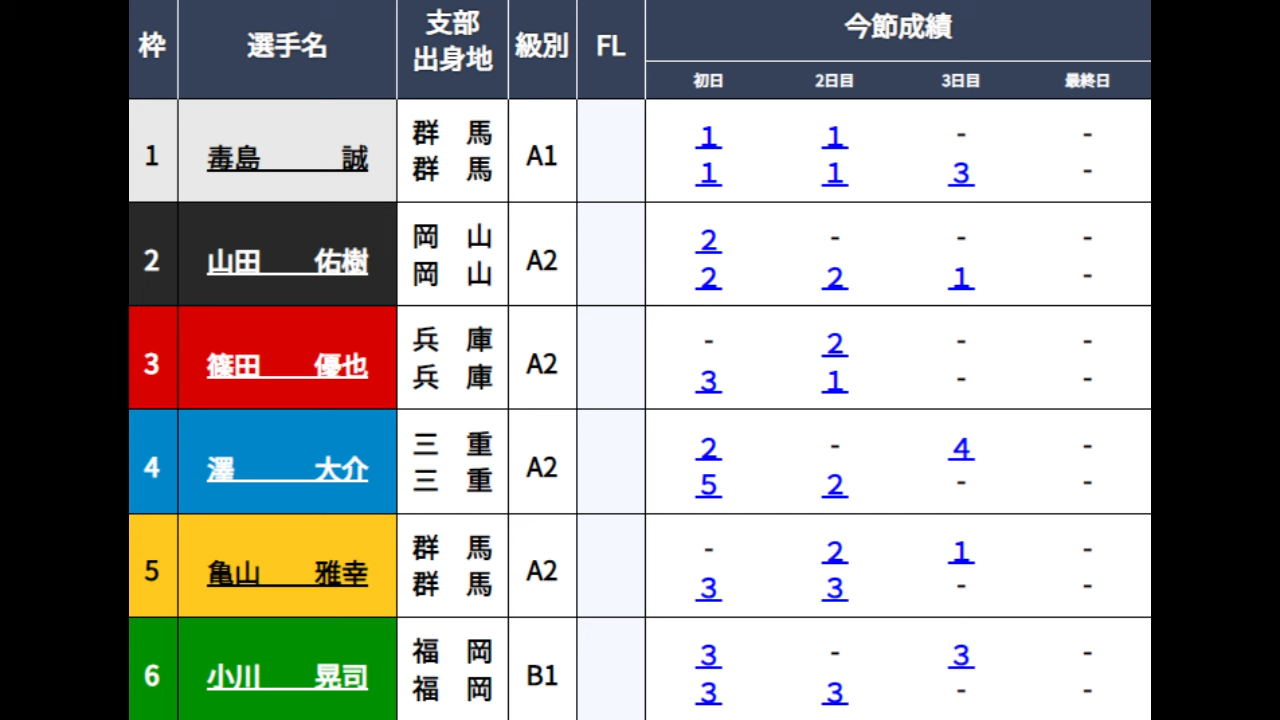 枠 選手名 支部 出身地 級別 FL 今節成績
初日 2日目 3日目 最終日
1 毒島 誠 群馬 A1 1 1 - -
群馬 1 1 3 -
2 山田 佑樹 岡山 A2 2 - - -
岡山 2 2 1 -
3 篠田 優也 兵庫 A2 - 2 - -
兵庫 3 1 - -
4 澤 大介 三重 A2 2 - 4 -
三重 5 2 - -
5 亀山 雅幸 群馬 A2 - 2 1 -
群馬 3 3 - -
6 小川 晃司 福岡 B1 3 - 3 -
福岡 3 3 - -